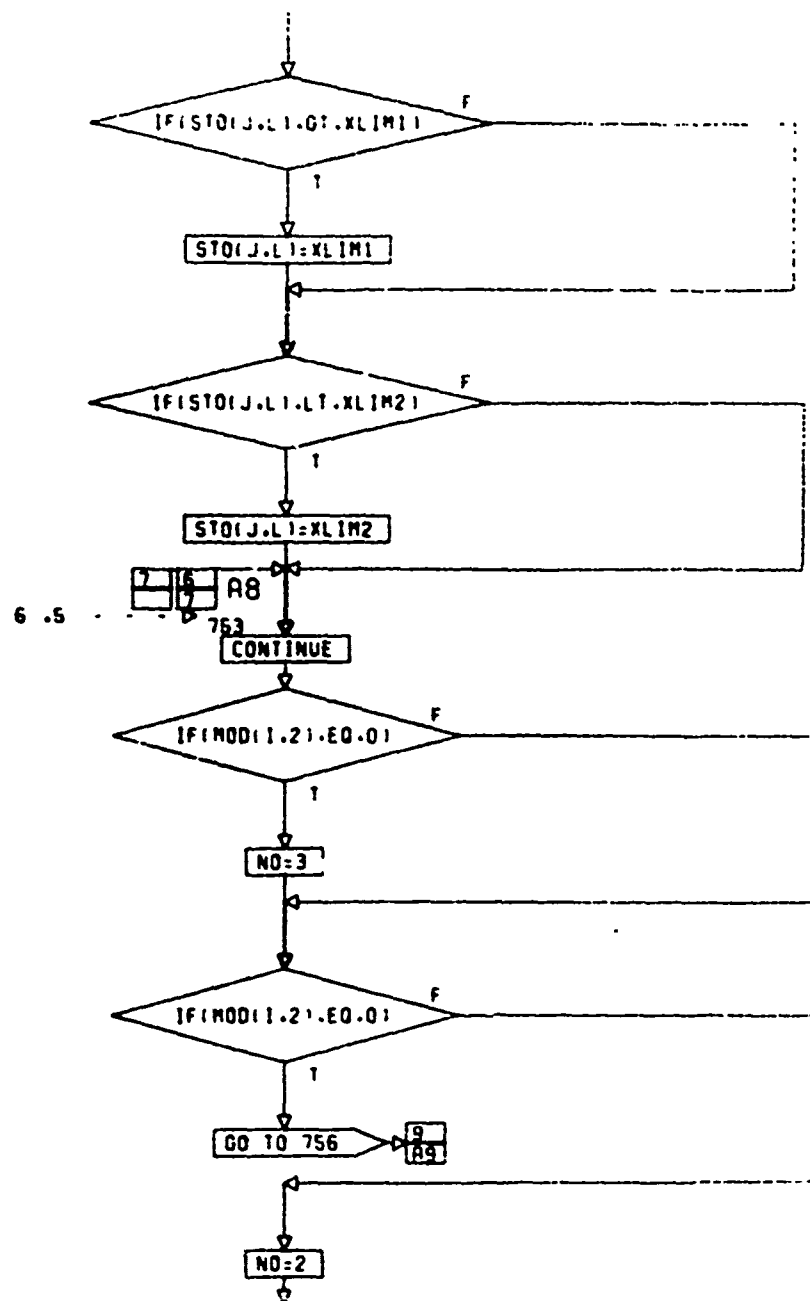 F
IF(STO(J.L).GT.XLIM1)
T
STO(J.L)=XLIM1
F
IF(STO(J.L).LT.XLIM2)
T
STO(J.L)=XLIM2
7 6 A8
7
6 .5
763
CONTINUE
F
IF(MOD(I.2).EQ.0)
T
NO=3
F
IF(MOD(I.2).EQ.0)
T
GO TO 756
9
A9
NO=2